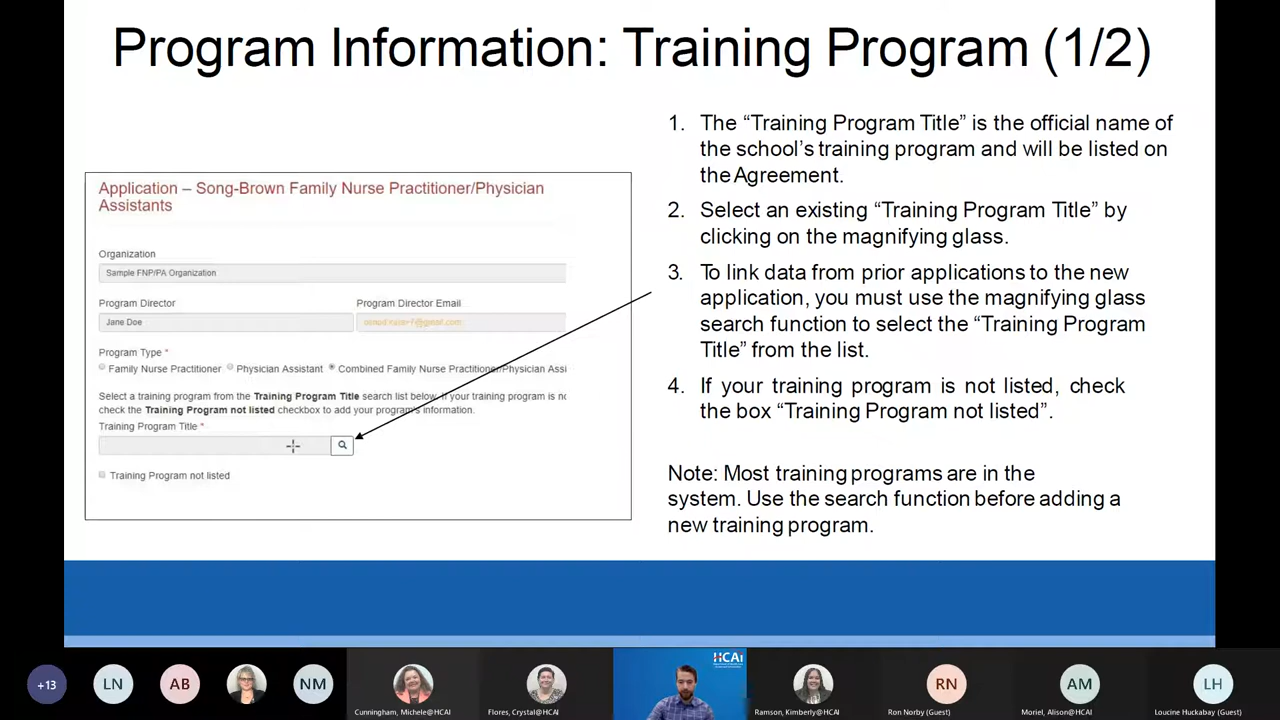 Program Information: Training Program (1/2)
1. The “Training Program Title” is the official name of
the school’s training program and will be listed on
the Agreement.
2. Select an existing “Training Program Title” by
clicking on the magnifying glass.
3. To link data from prior applications to the new
application, you must use the magnifying glass
search function to select the “Training Program
Title” from the list.
4. If your training program is not listed, check
the box “Training Program not listed”.
Note: Most training programs are in the
system. Use the search function before adding a
new training program.
Application – Song-Brown Family Nurse Practitioner/Physician
Assistants
Organization
Sample FNP/PA Organization
Program Director
Program Director Email
Jane Doe
Program Type *
Family Nurse Practitioner Physician Assistant Combined Family Nurse Practitioner/Physician Assi
Select a training program from the Training Program Title search list below. If your training program is no
check the Training Program not listed checkbox to add your program's information.
Training Program Title *
Training Program not listed
HCAi
+13
LN
AB
NM
RN
AM
LH
Cunningham, Michele@HCAI
Flores, Crystal@HCAI
Ramson, Kimberly@HCAI
Ron Norby (Guest)
Moriel, Alison@HCAI
Loucine Huckabay (Guest)